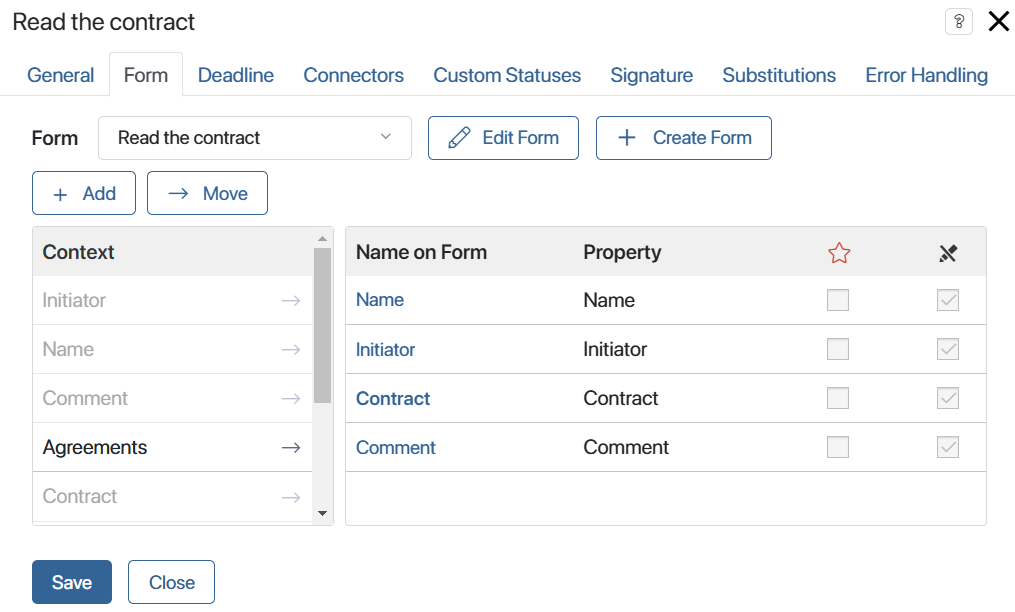 Read the contract ?
General Form Deadline Connectors Custom Statuses Signature Substitutions Error Handling
Form Read the contract Edit Form + Create Form
+ Add → Move
Context Name on Form Property
Initiator → Name Name
Name → Initiator Initiator
Comment → Contract Contract
Agreements → Comment Comment
Contract →
Save Close